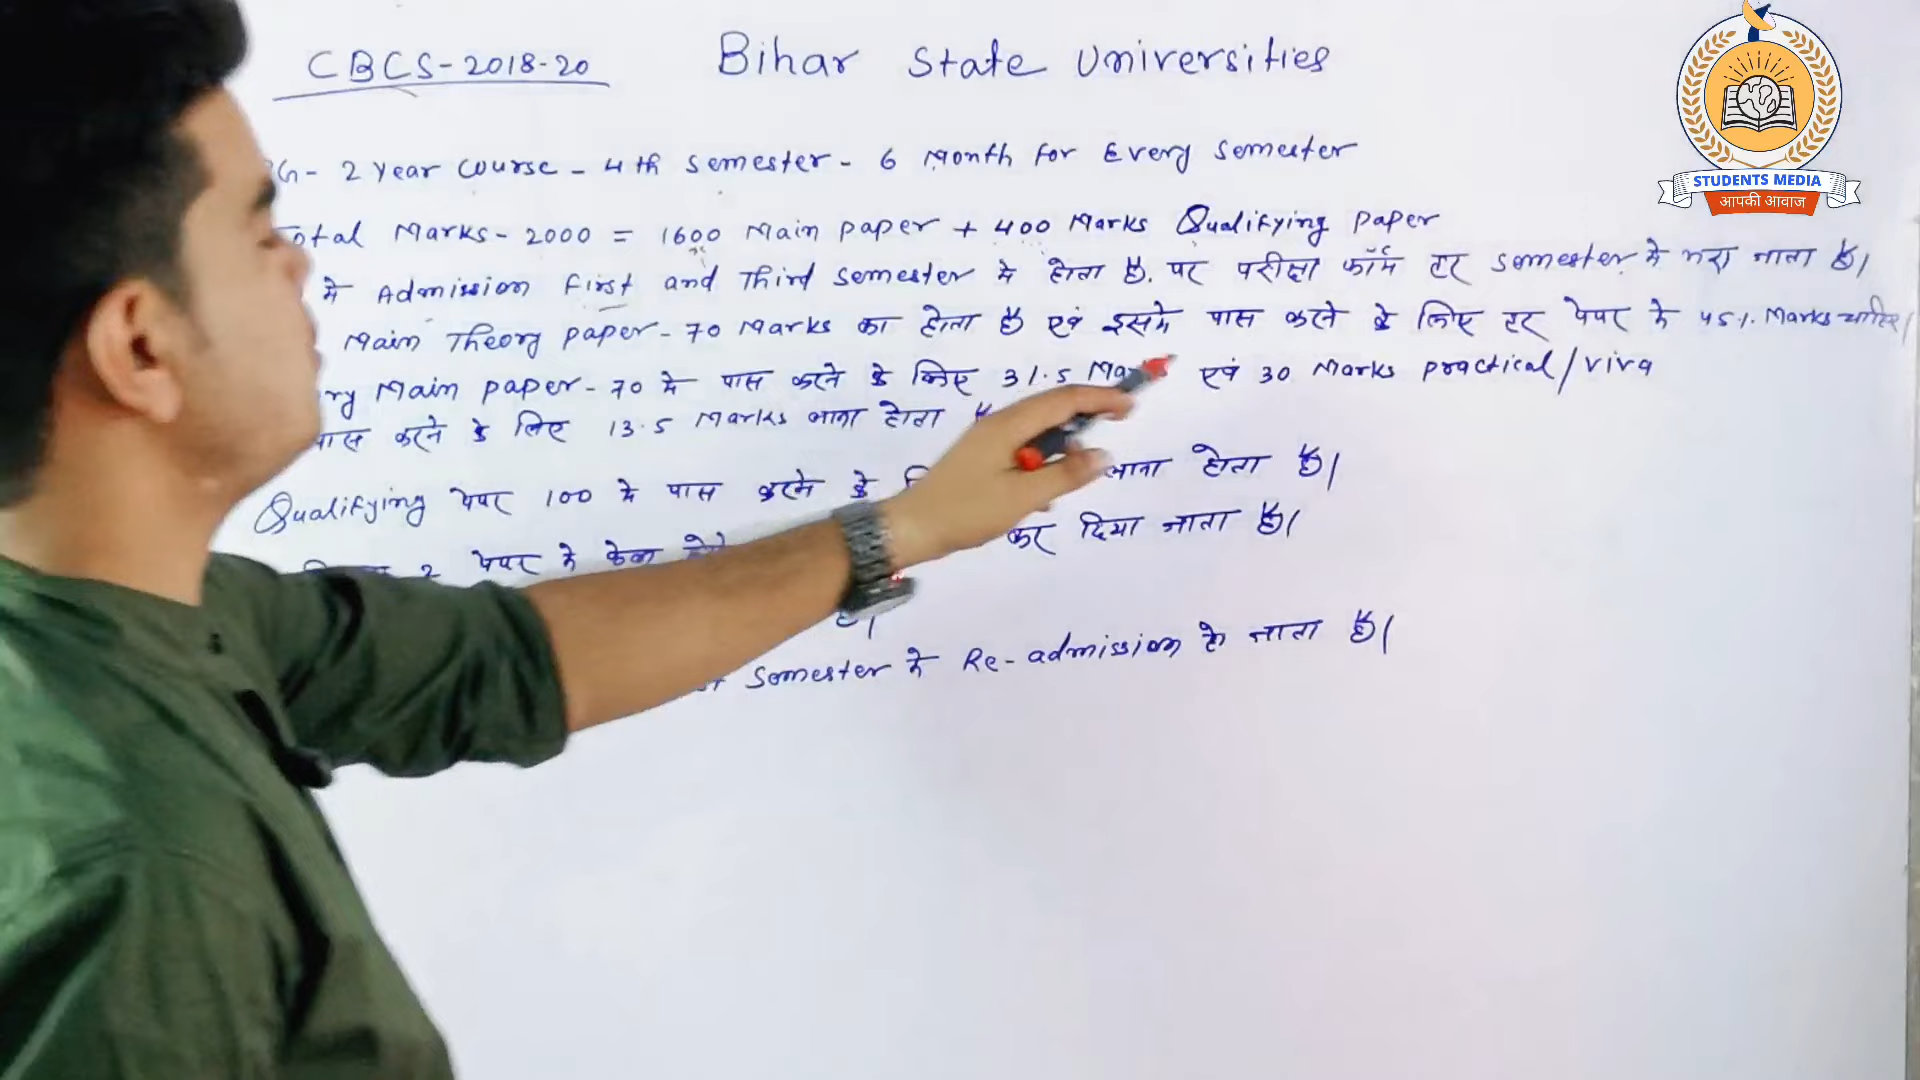 CBCS-2018-20 Bihar State Universities
2 Year Course - 4th Semester - 6 Month for Every Semester
Total Marks - 2000 = 1600 Main paper + 400 Marks Qualifying paper
मे Admission First and Third Semester मे होता है. पर परीक्षा फॉर्म हर Semester मे भरा जाता है।
Main Theory paper - 70 Marks का होता है एवं इसमे पास करने के लिए हर पेपर मे 45% Marks चाहिए।
Main paper - 70 मे पास करने के लिए 31.5 एवं 30 Marks practical/viva
पास करने के लिए 13.5 Marks लाना होता
Qualifying पेपर 100 मे पास करने के लाना होता है।
2 पेपर मे कर दिया जाता है।
है।
Semester मे Re-admission हो जाता है।
STUDENTS MEDIA
आपकी आवाज